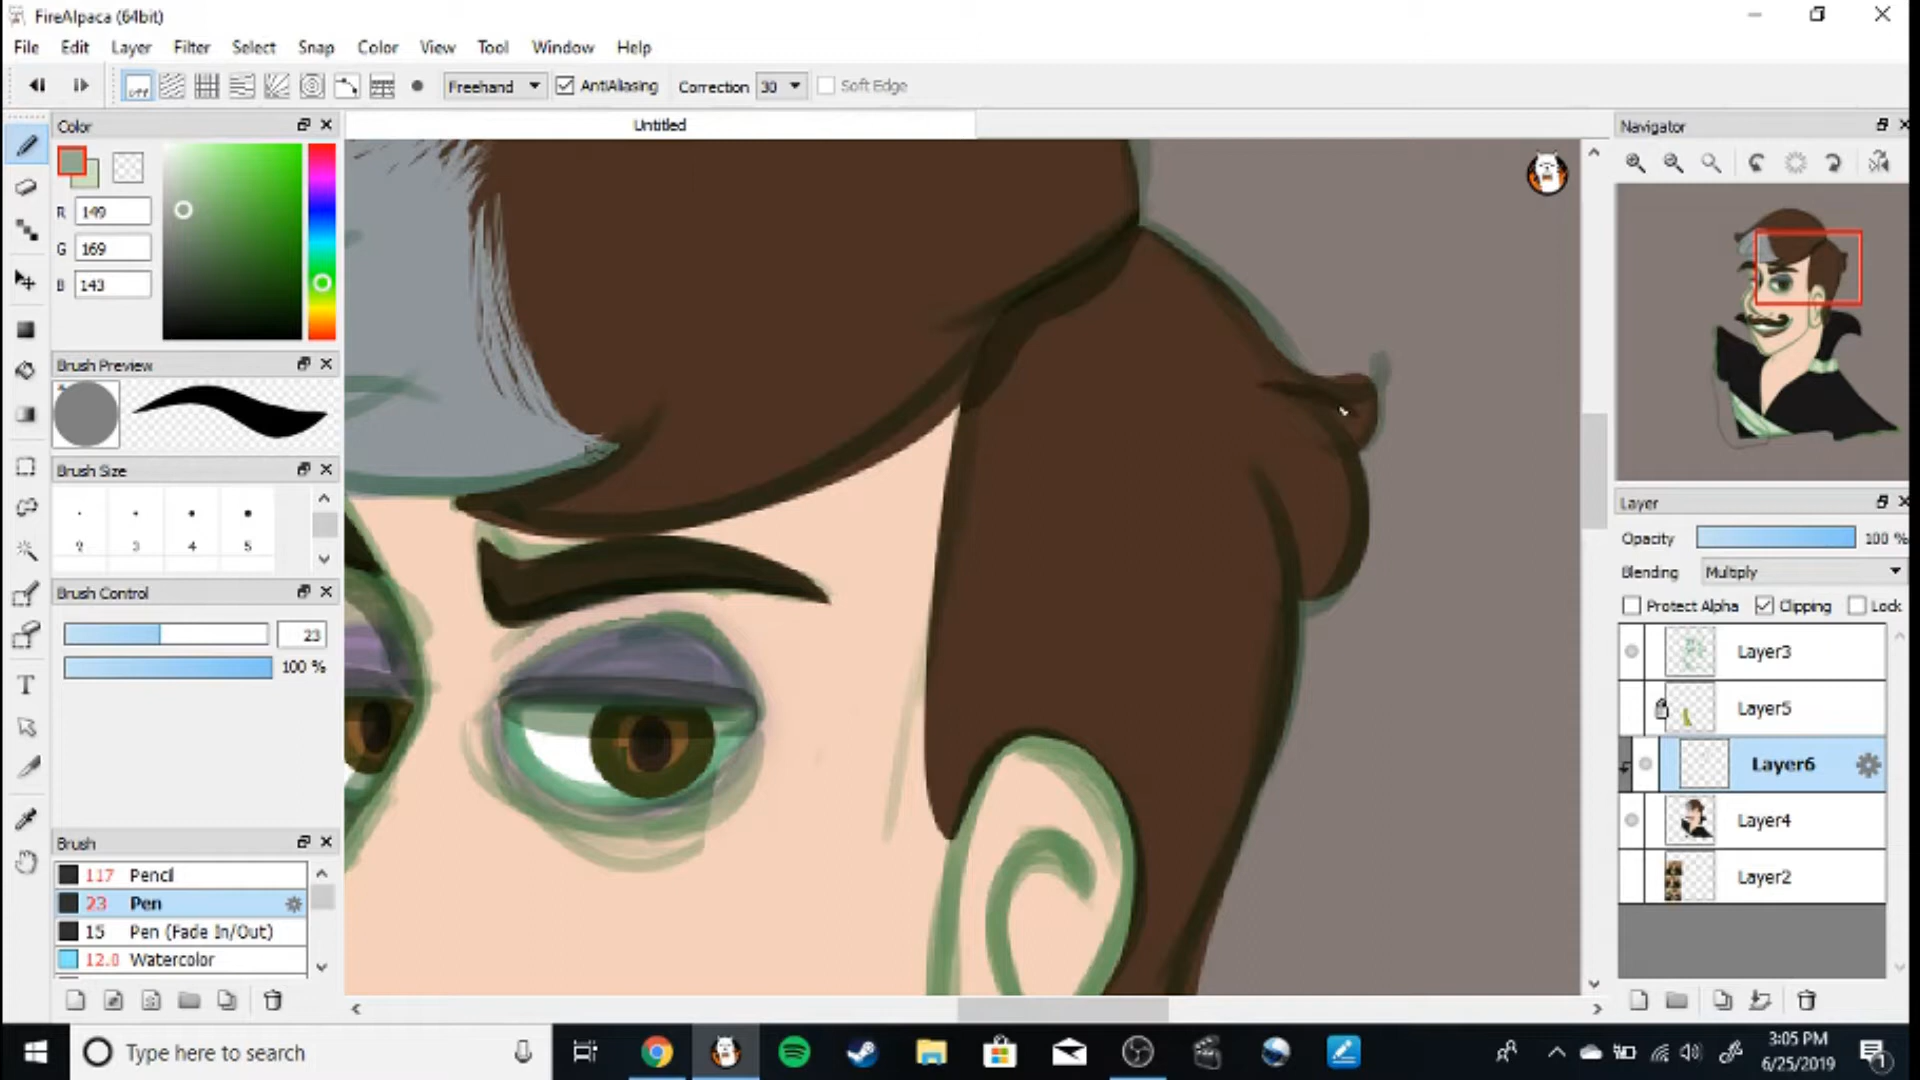 FireAlpaca (64bit)
File Edit Layer Filter Select Snap Color View Tool Window Help
OFF Freehand AntiAliasing Correction 30 Soft Edge
Color Untitled Navigator
R 149
G 169
B 143
Brush Preview
Brush Size
2 3 4 5
Brush Control
23
100 %
Brush
117 Pencil
23 Pen
15 Pen (Fade In/Out)
12.0 Watercolor
Layer
Opacity 100 %
Blending Multiply
Protect Alpha Clipping Lock
Layer3
Layer5
Layer6
Layer4
Layer2
T
Type here to search
3:05 PM
6/25/2019
1